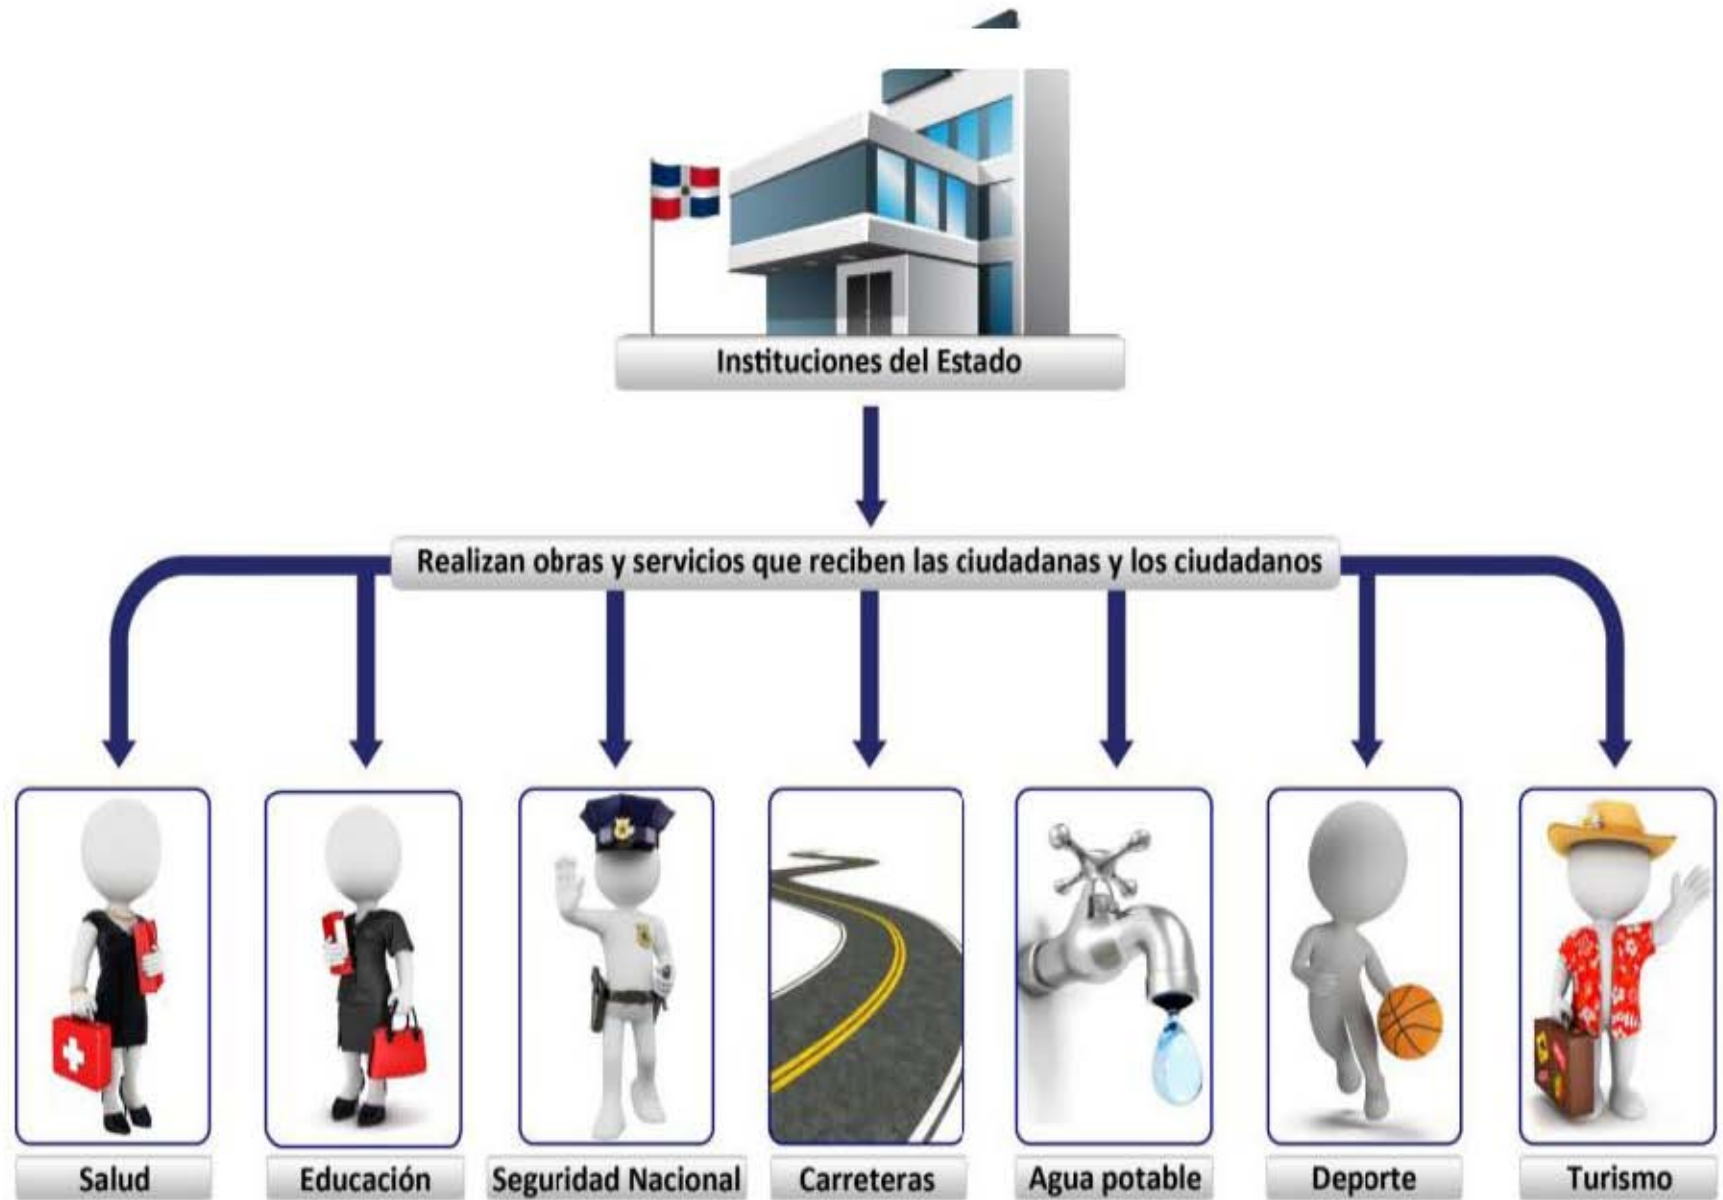 Instituciones del Estado
Realizan obras y servicios que reciben las ciudadanas y los ciudadanos
Salud
Educación
Seguridad Nacional
Carreteras
Agua potable
Deporte
Turismo